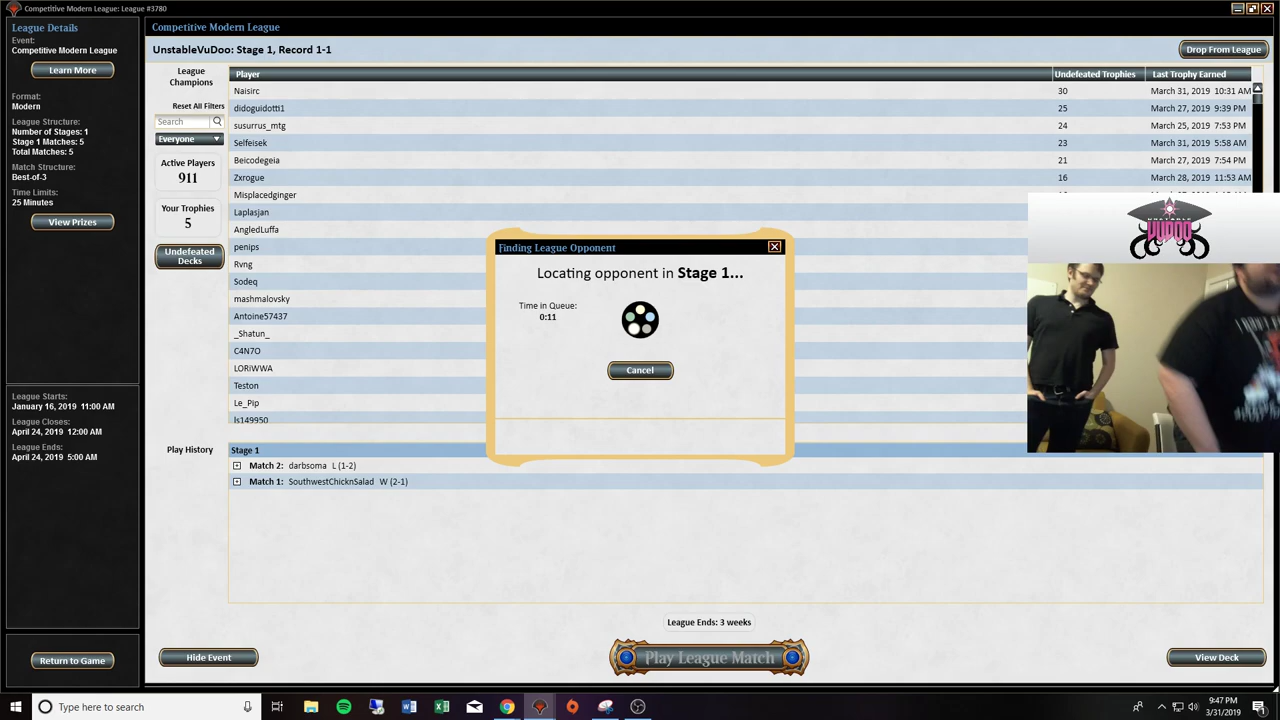 Competitive Modern League: League #3780
League Details
Event:
Competitive Modern League
Learn More
Format:
Modern
League Structure:
Number of Stages: 1
Stage 1 Matches: 5
Total Matches: 5
Match Structure:
Best-of-3
Time Limits:
25 Minutes
View Prizes
League Starts:
January 16, 2019 11:00 AM
League Closes:
April 24, 2019 12:00 AM
League Ends:
April 24, 2019 5:00 AM
Return to Game
Competitive Modern League
UnstableVuDoo: Stage 1, Record 1-1
Drop From League
League
Champions
Reset All Filters
Search
Everyone
Active Players
911
Your Trophies
5
Undefeated
Decks
Player Undefeated Trophies Last Trophy Earned
Naisirc 30 March 31, 2019 10:31 AM
didoguidotti1 25 March 27, 2019 9:39 PM
susurrus_mtg 24 March 25, 2019 7:53 PM
Selfeisek 23 March 31, 2019 5:58 AM
Beicodegeia 21 March 27, 2019 7:54 PM
Zxrogue 16 March 28, 2019 11:53 AM
Misplacedginger
Laplasjan
AngledLuffa
penips
Rvng
Sodeq
mashmalovsky
Antoine57437
_Shatun_
C4N7O
LORiWWA
Teston
Le_Pip
ls149950
Finding League Opponent
Locating opponent in Stage 1...
Time in Queue:
0:11
Cancel
UNSTABLE
VUDOO
Play History
Stage 1
Match 2: darbsoma L (1-2)
Match 1: SouthwestChicknSalad W (2-1)
League Ends: 3 weeks
Hide Event
Play League Match
View Deck
Type here to search
9:47 PM
3/31/2019